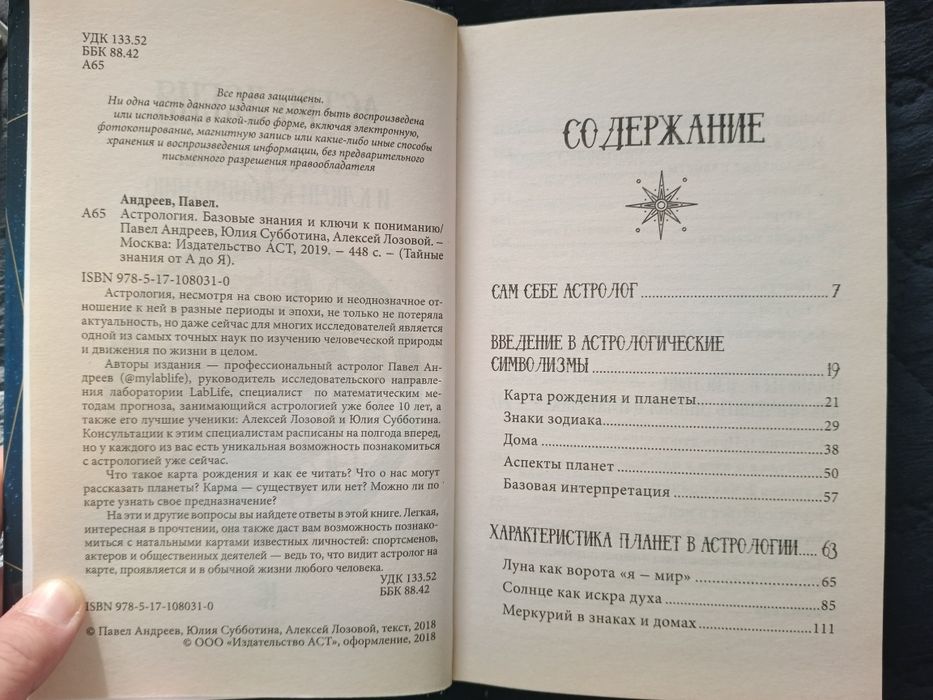 УДК 133.52
ББК 88.42
А65
Все права защищены.
Ни одна часть данного издания не может быть воспроизведена
или использована в какой-либо форме, включая электронную,
фотокопирование, магнитную запись или какие-либо иные способы
хранения и воспроизведения информации, без предварительного
письменного разрешения правообладателя
Андреев, Павел.
А65 Астрология. Базовые знания и ключи к пониманию/
Павел Андреев, Юлия Субботина, Алексей Лозовой. –
Москва: Издательство АСТ, 2019. – 448 с. – (Тайные
знания от А до Я).
ISBN 978-5-17-108031-0
Астрология, несмотря на свою историю и неоднозначное от-
ношение к ней в разные периоды и эпохи, не только не потеряла
актуальность, но даже сейчас для многих исследователей является
одной из самых точных наук по изучению человеческой природы
и движения по жизни в целом.
Авторы издания — профессиональный астролог Павел Ан-
дреев (@mylablife), руководитель исследовательского направле-
ния лаборатории LabLife, специалист по математическим ме-
тодам прогноза, занимающийся астрологией уже более 10 лет, а
также его лучшие ученики: Алексей Лозовой и Юлия Субботина.
Консультации к этим специалистам расписаны на полгода вперед,
но у каждого из вас есть уникальная возможность познакомиться
с астрологией уже сейчас.
Что такое карта рождения и как ее читать? Что о нас могут
рассказать планеты? Карма — существует или нет? Можно ли по
карте узнать свое предназначение?
На эти и другие вопросы вы найдете ответы в этой книге. Легкая,
интересная в прочтении, она также даст вам возможность познако-
миться с натальными картами известных личностей: спортсменов,
актеров и общественных деятелей — ведь то, что видит астролог на
карте, проявляется и в обычной жизни любого человека.
УДК 133.52
ББК 88.42
ISBN 978-5-17-108031-0
© Павел Андреев, Юлия Субботина, Алексей Лозовой, текст, 2018
© ООО «Издательство АСТ», оформление, 2018
СОДЕРЖАНИЕ
САМ СЕБЕ АСТРОЛОГ 7
ВВЕДЕНИЕ В АСТРОЛОГИЧЕСКИЕ
СИМВОЛИЗМЫ 19
Карта рождения и планеты 21
Знаки зодиака 29
Дома 38
Аспекты планет 50
Базовая интерпретация 57
ХАРАКТЕРИСТИКА ПЛАНЕТ В АСТРОЛОГИИ 63
Луна как ворота «я – мир» 65
Солнце как искра духа 85
Меркурий в знаках и домах 111